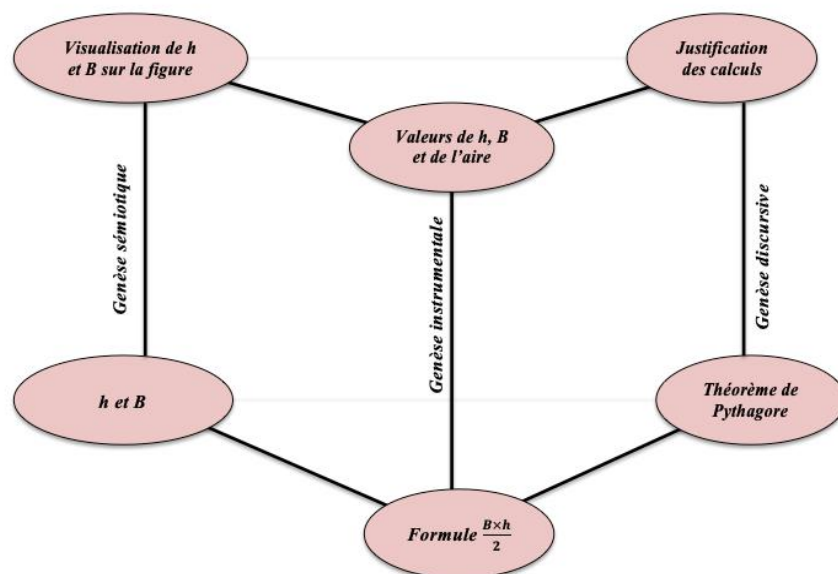 Visualisation de h
et B sur la figure
Justification
des calculs
Valeurs de h, B
et de l'aire
Genèse sémiotique
Genèse instrumentale
Genèse discursive
h et B
Théorème de
Pythagore
Formule B×h/2